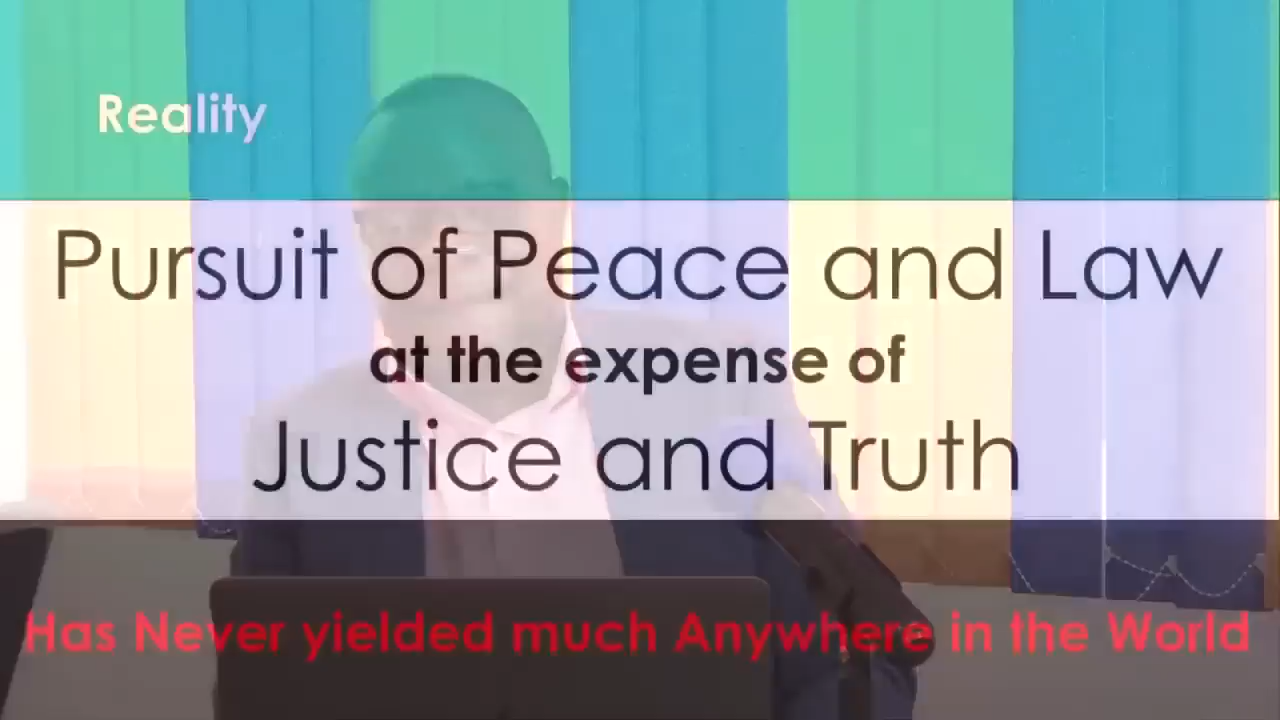 Reality
Pursuit of Peace and Law
at the expense of
Justice and Truth
Has Never yielded much Anywhere in the World